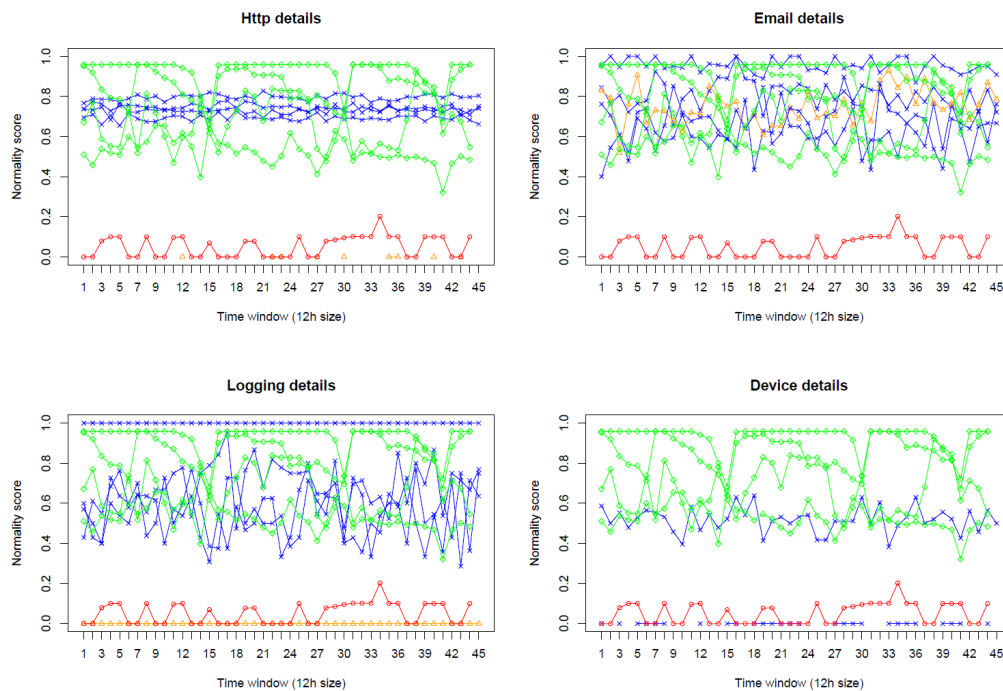 Http details
Normality score
0.0 0.2 0.4 0.6 0.8 1.0
1 3 5 7 9 12 15 18 21 24 27 30 33 36 39 42 45
Time window (12h size)
Email details
Normality score
0.0 0.2 0.4 0.6 0.8 1.0
1 3 5 7 9 12 15 18 21 24 27 30 33 36 39 42 45
Time window (12h size)
Logging details
Normality score
0.0 0.2 0.4 0.6 0.8 1.0
1 3 5 7 9 12 15 18 21 24 27 30 33 36 39 42 45
Time window (12h size)
Device details
Normality score
0.0 0.2 0.4 0.6 0.8 1.0
1 3 5 7 9 12 15 18 21 24 27 30 33 36 39 42 45
Time window (12h size)